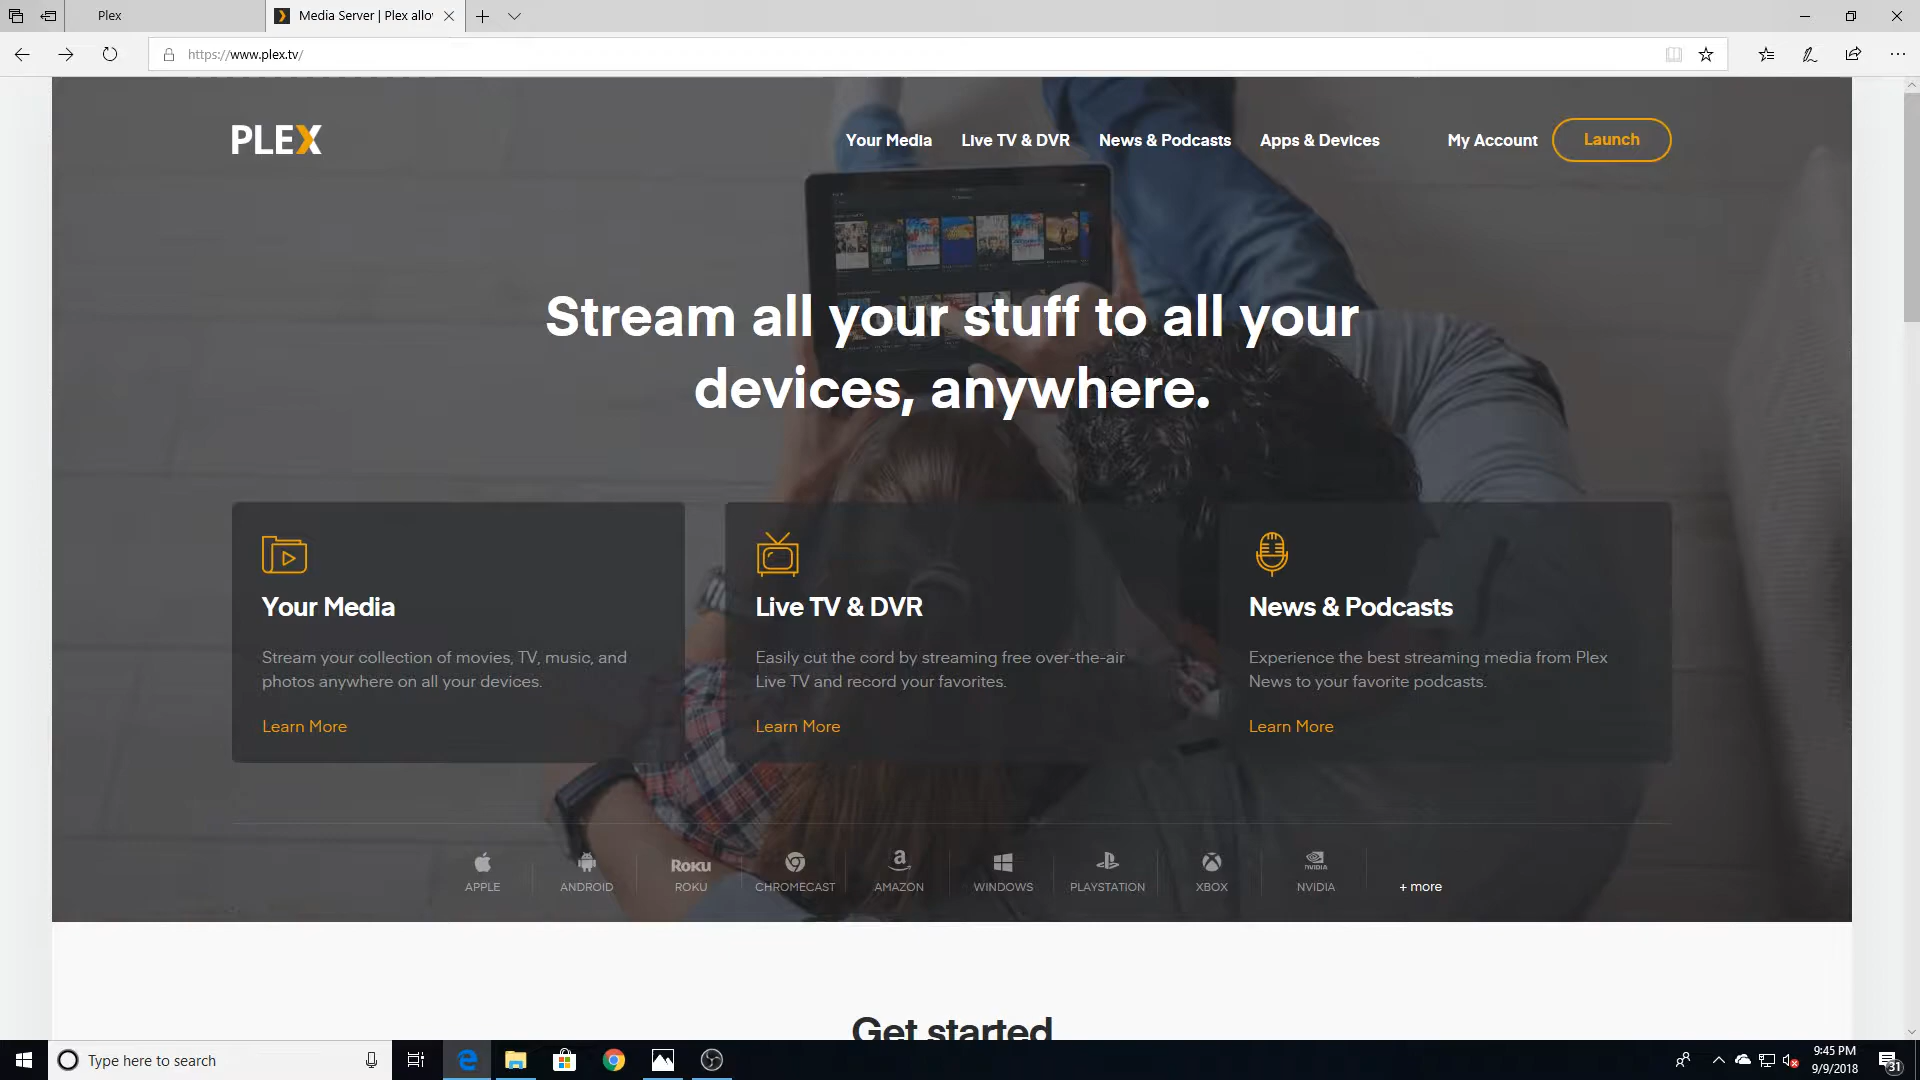 Plex
Media Server | Plex allo
https://www.plex.tv/
PLEX
Your Media
Live TV & DVR
News & Podcasts
Apps & Devices
My Account
Launch
Stream all your stuff to all your
devices, anywhere.
Your Media
Stream your collection of movies, TV, music, and
photos anywhere on all your devices.
Learn More
Live TV & DVR
Easily cut the cord by streaming free over-the-air
Live TV and record your favorites.
Learn More
News & Podcasts
Experience the best streaming media from Plex
News to your favorite podcasts.
Learn More
APPLE
ANDROID
Roku
ROKU
CHROMECAST
AMAZON
WINDOWS
PLAYSTATION
XBOX
NVIDIA
NVIDIA
+ more
Get started
Type here to search
9:45 PM
9/9/2018
31